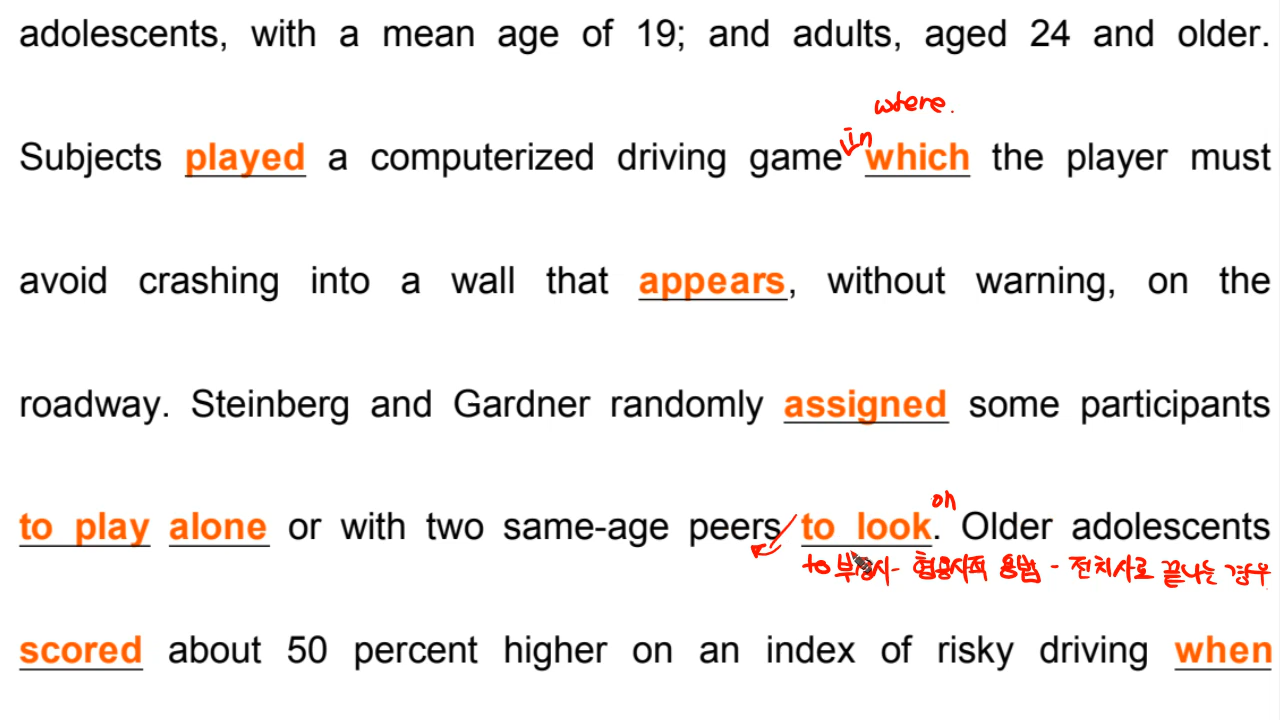 adolescents, with a mean age of 19; and adults, aged 24 and older.
where.
in
Subjects played a computerized driving game which the player must
avoid crashing into a wall that appears, without warning, on the
roadway. Steinberg and Gardner randomly assigned some participants
on
to play alone or with two same-age peers to look. Older adolescents
to부정사 - 형용사적 용법 - 전치사로 끝나는 경우
scored about 50 percent higher on an index of risky driving when